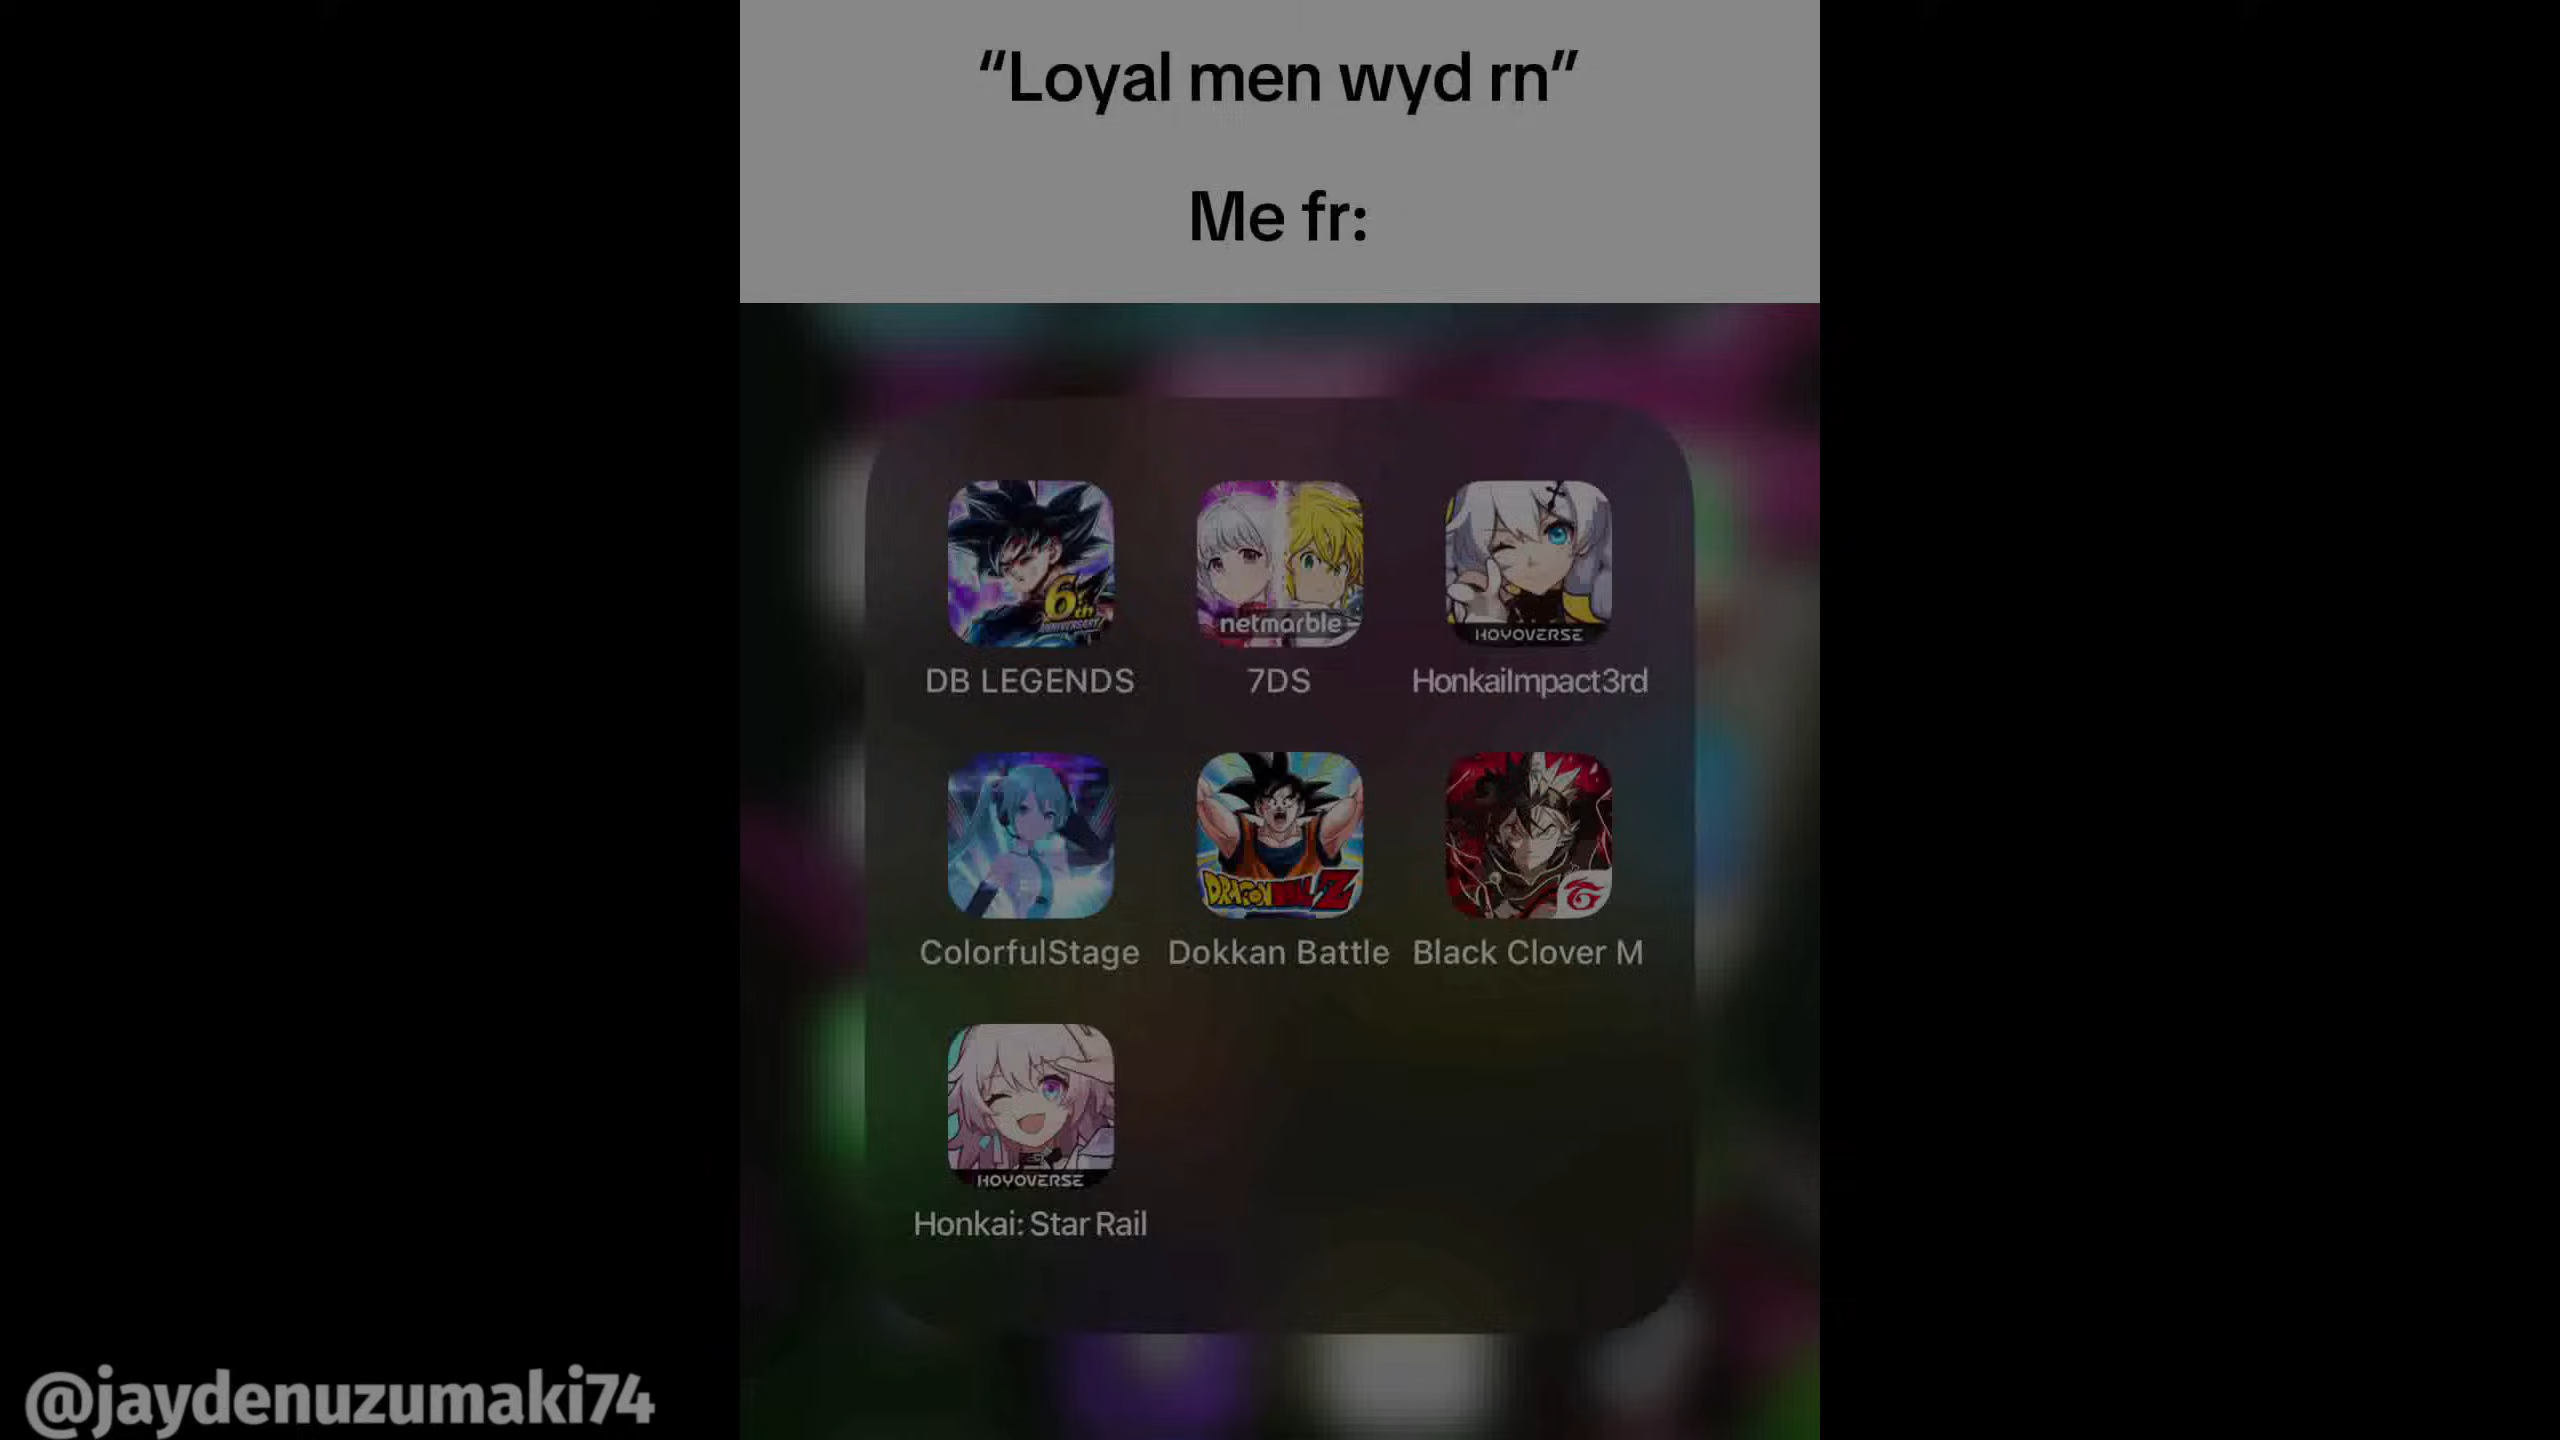 “Loyal men wyd rn”
Me fr:
6th
ANNIVERSARY
netmarble
HOYOVERSE
DB LEGENDS
7DS
HonkaiImpact3rd
DRAGON BALL Z
ColorfulStage
Dokkan Battle
Black Clover M
HOYOVERSE
Honkai: Star Rail
@jaydenuzumaki74